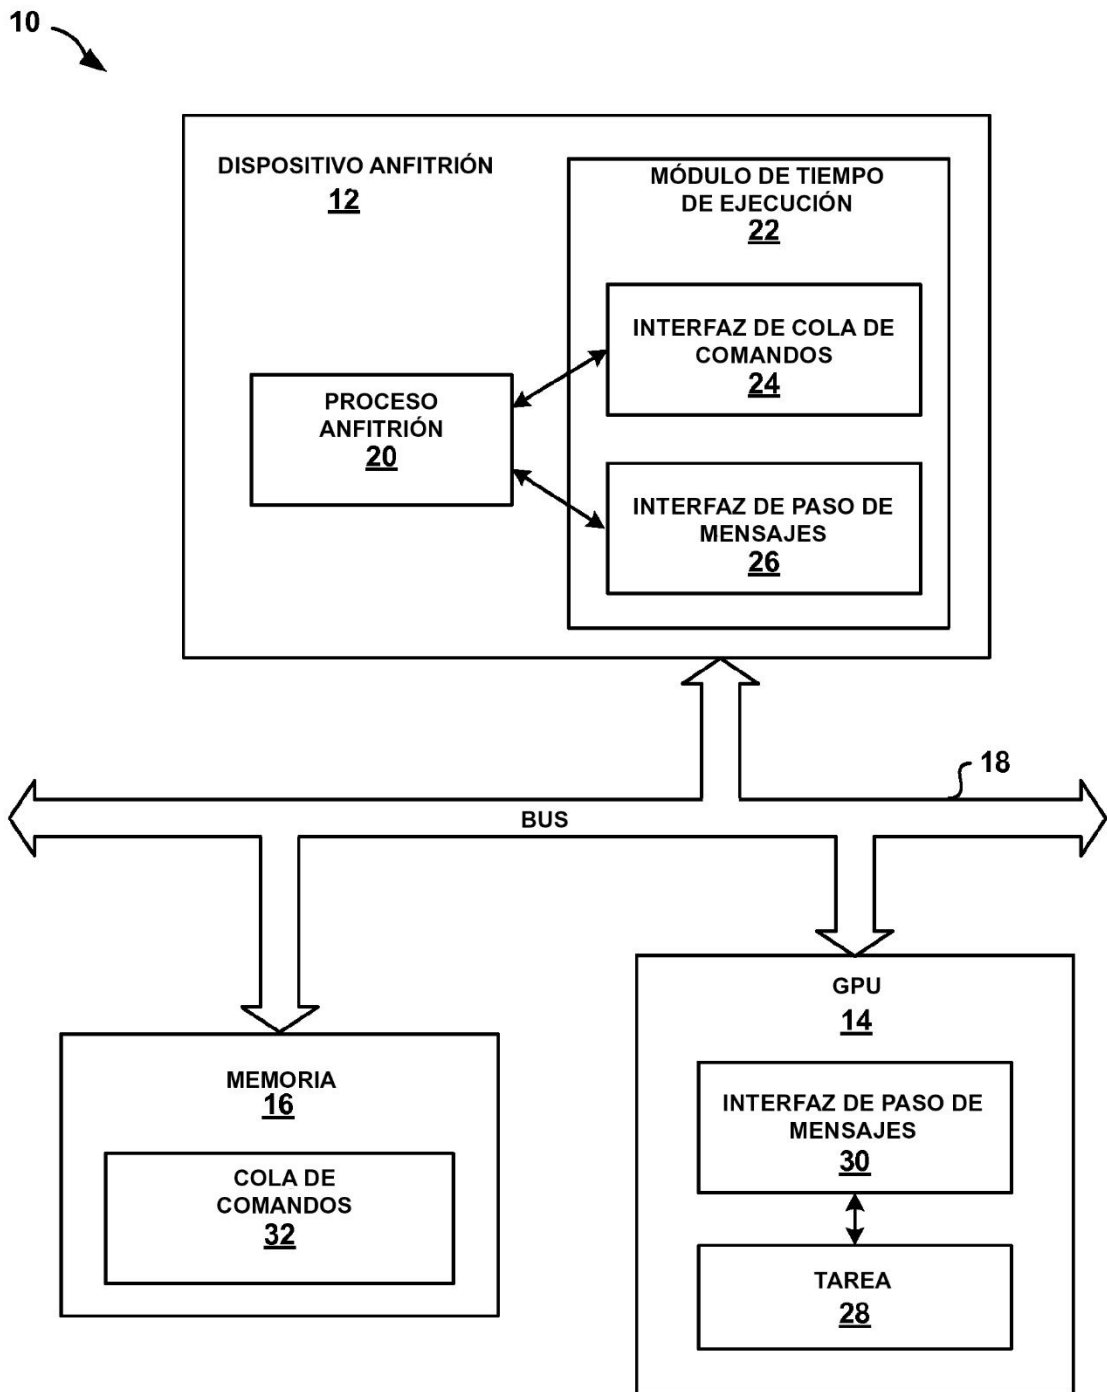 10
DISPOSITIVO ANFITRIÓN
12
MÓDULO DE TIEMPO
DE EJECUCIÓN
22
INTERFAZ DE COLA DE
COMANDOS
24
PROCESO
ANFITRIÓN
20
INTERFAZ DE PASO DE
MENSAJES
26
18
BUS
GPU
14
MEMORIA
16
INTERFAZ DE PASO DE
MENSAJES
30
COLA DE
COMANDOS
32
TAREA
28